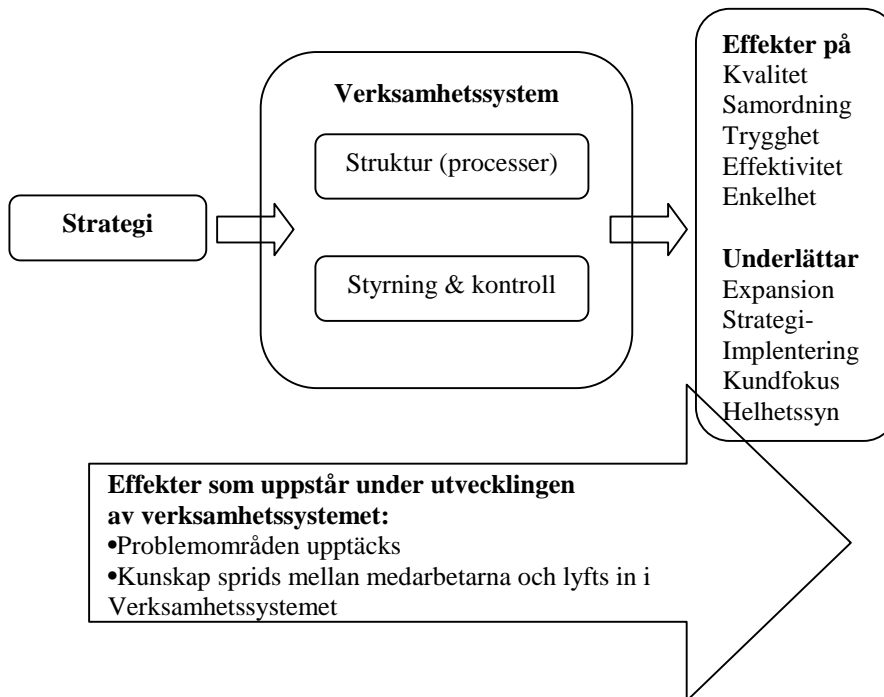 Strategi
Verksamhetssystem
Struktur (processer)
Styrning & kontroll
Effekter på
Kvalitet
Samordning
Trygghet
Effektivitet
Enkelhet
Underlättar
Expansion
Strategi-
Implentering
Kundfokus
Helhetssyn
Effekter som uppstår under utvecklingen
av verksamhetssystemet:
•Problemområden upptäcks
•Kunskap sprids mellan medarbetarna och lyfts in i
Verksamhetssystemet